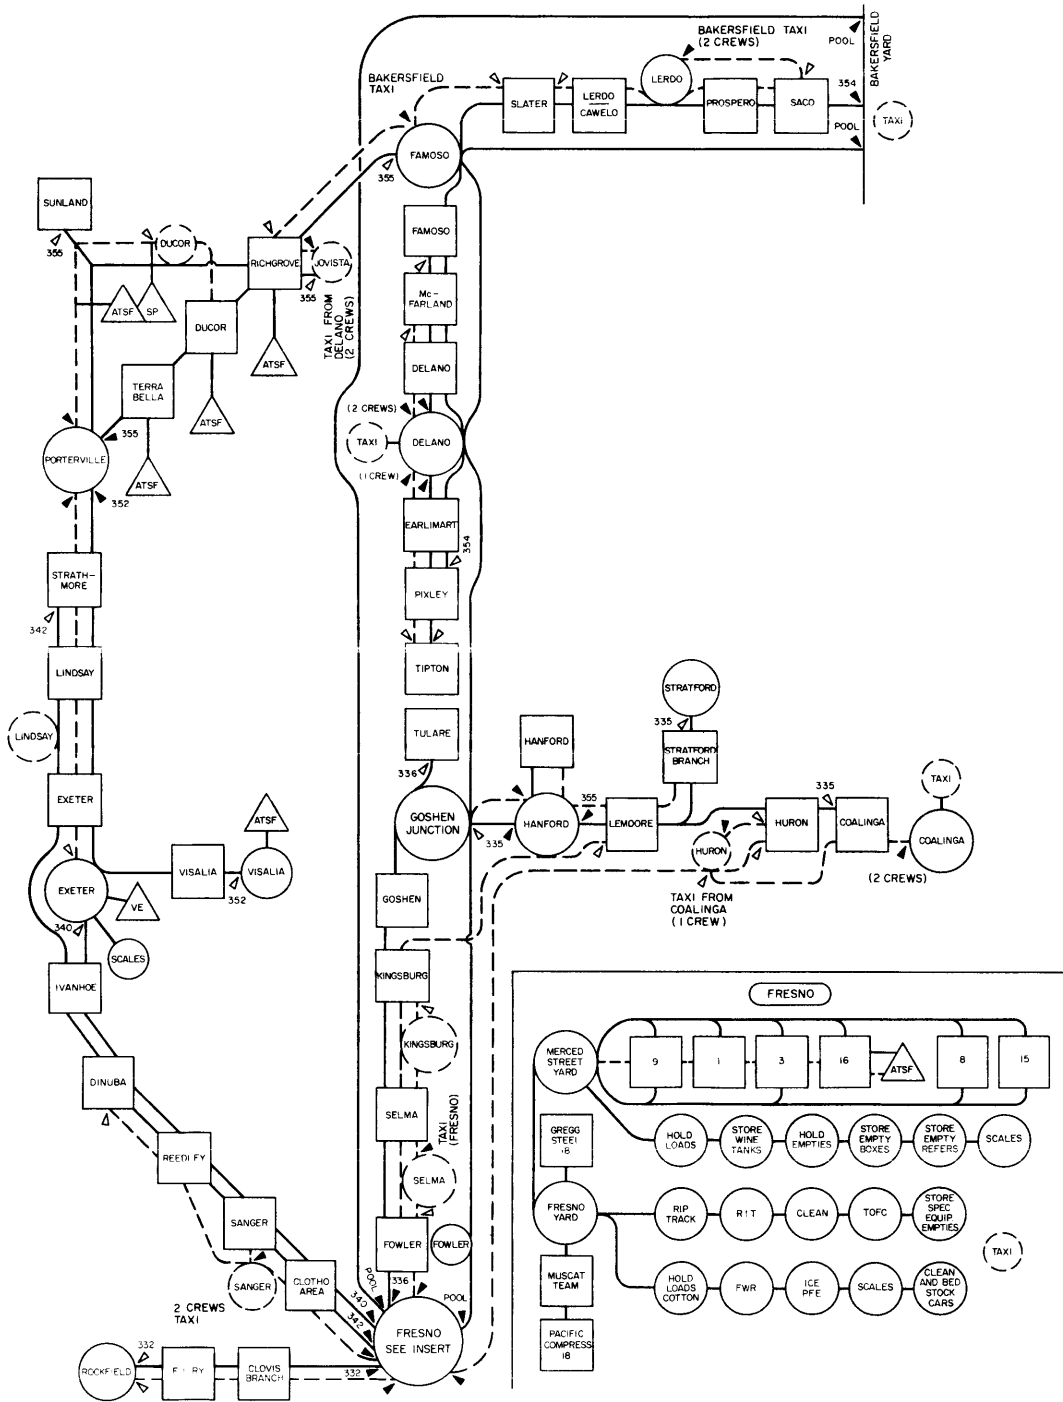 BAKERSFIELD TAXI
(2 CREWS)
POOL
BAKERSFIELD
YARD
BAKERSFIELD
TAXI
LERDO
SLATER
LERDO
CAWELO
PROSPERO
SACO
354
TAXI
POOL
FAMOSO
355
SUNLAND
355
DUCOR
RICHGROVE
JOVISTA
355
FAMOSO
Mc-
FARLAND
ATSF
SP
DUCOR
ATSF
TAXI FROM
DELANO
(2 CREWS)
DELANO
TERRA
BELLA
ATSF
(2 CREWS)
TAXI
DELANO
(1 CREW)
355
PORTERVILLE
ATSF
352
EARLIMART
354
STRATH-
MORE
PIXLEY
342
LINDSAY
TIPTON
STRATFORD
335
LINDSAY
TULARE
HANFORD
STRATFORD
BRANCH
336
TAXI
EXETER
ATSF
GOSHEN
JUNCTION
335
HANFORD
355
LEMOORE
HURON
335
COALINGA
COALINGA
HURON
(2 CREWS)
TAXI FROM
COALINGA
(1 CREW)
EXETER
VISALIA
352
VISALIA
VE
340
SCALES
GOSHEN
IVANHOE
KINGSBURG
KINGSBURG
DINUBA
SELMA
TAXI
(FRESNO)
REEDLEY
SELMA
SANGER
FOWLER
FOWLER
SANGER
CLOTHO
AREA
2 CREWS
TAXI
POOL
340
342
336
POOL
FRESNO
SEE INSERT
332
ROCKFIELD
CLOVIS
BRANCH
332
FRESNO
MERCED
STREET
YARD
9
1
3
16
ATSF
8
15
GREGG
STEEL
18
HOLD
LOADS
STORE
WINE
TANKS
HOLD
EMPTIES
STORE
EMPTY
BOXES
STORE
EMPTY
REFERS
SCALES
FRESNO
YARD
RIP
TRACK
RIT
CLEAN
TOFC
STORE
SPEC
EQUIP.
EMPTIES
TAXI
MUSCAT
TEAM
HOLD
LOADS
COTTON
FWR
ICE
PFE
SCALES
CLEAN
AND BED
STOCK
CARS
PACIFIC
COMPRESS
18